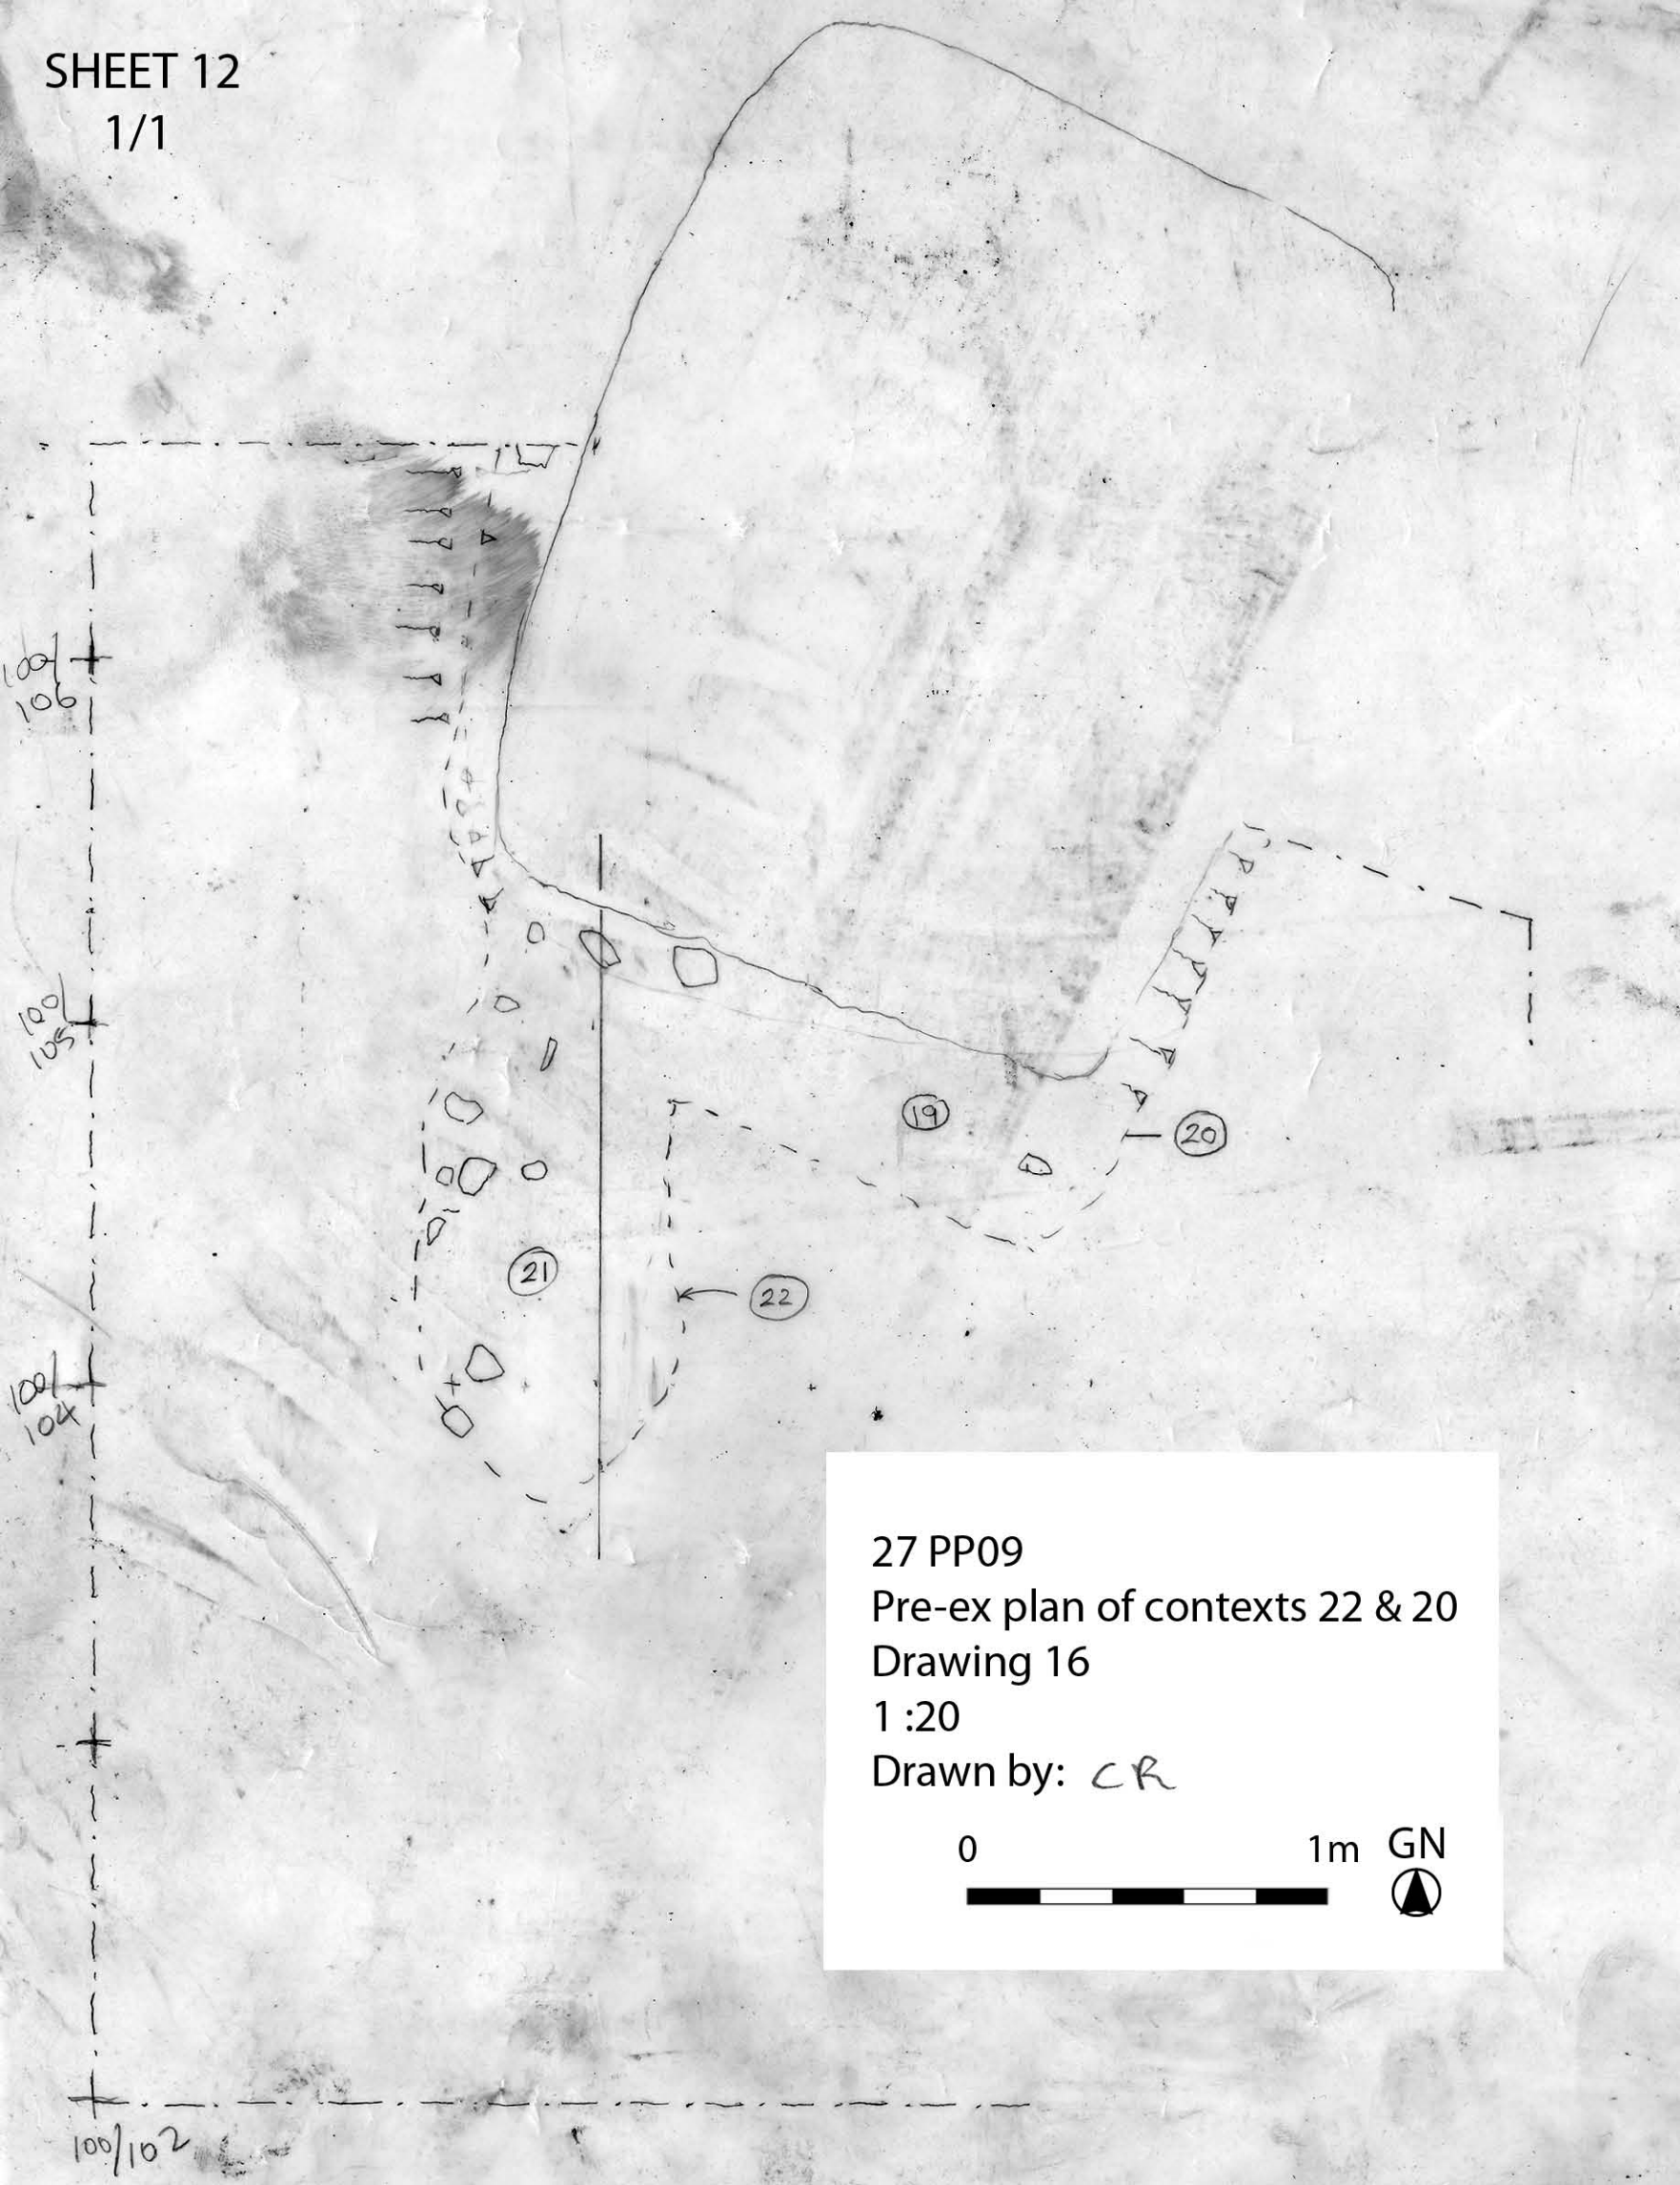 SHEET 12
1/1
100/
106
100/
105
19
20
21
22
100/
104
27 PP09
Pre-ex plan of contexts 22 & 20
Drawing 16
1 :20
Drawn by: CR
0 1m GN
100/102